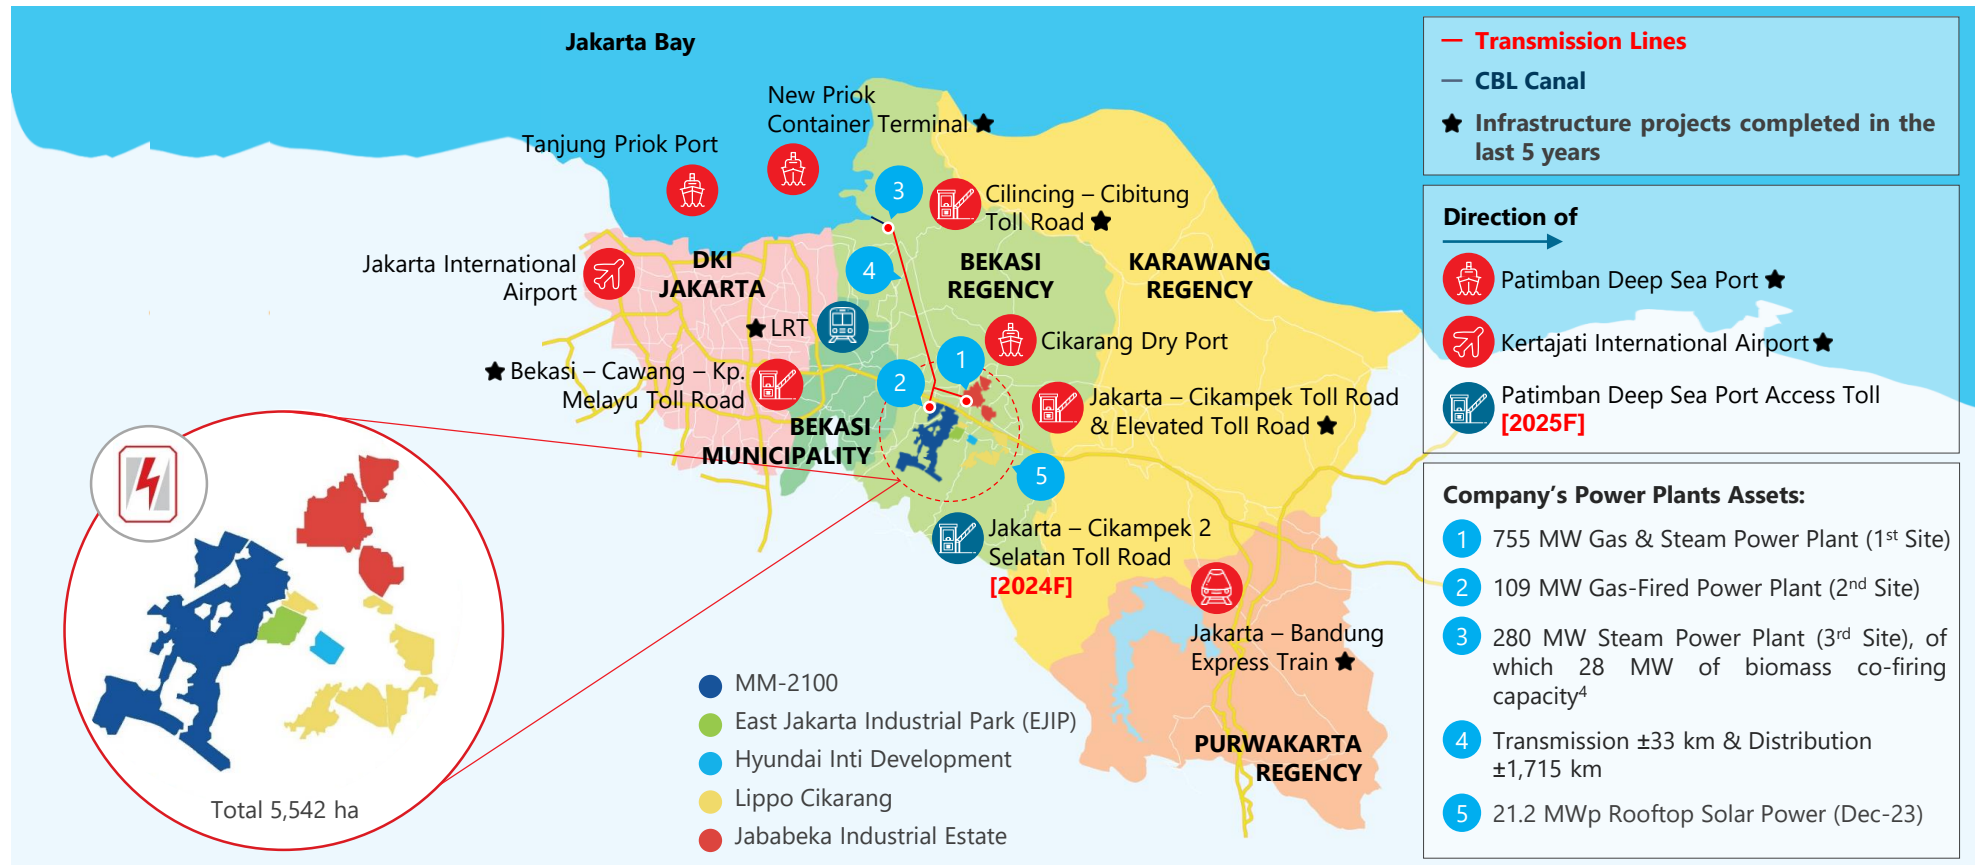 Jakarta Bay
New Priok
Container Terminal ★
Tanjung Priok Port
3
Cilincing – Cibitung
Toll Road ★
Jakarta International
Airport
DKI
JAKARTA
4
BEKASI
REGENCY
KARAWANG
REGENCY
★ LRT
Cikarang Dry Port
1
2
★ Bekasi – Cawang – Kp.
Melayu Toll Road
Jakarta – Cikampek Toll Road
& Elevated Toll Road ★
BEKASI
MUNICIPALITY
5
Jakarta – Cikampek 2
Selatan Toll Road
[2024F]
Jakarta – Bandung
Express Train ★
PURWAKARTA
REGENCY
Total 5,542 ha
MM-2100
East Jakarta Industrial Park (EJIP)
Hyundai Inti Development
Lippo Cikarang
Jababeka Industrial Estate
Transmission Lines
CBL Canal
★ Infrastructure projects completed in the
last 5 years
Direction of
Patimban Deep Sea Port ★
Kertajati International Airport ★
Patimban Deep Sea Port Access Toll
[2025F]
Company's Power Plants Assets:
1 755 MW Gas & Steam Power Plant (1st Site)
2 109 MW Gas-Fired Power Plant (2nd Site)
3 280 MW Steam Power Plant (3rd Site), of
which 28 MW of biomass co-firing
capacity4
4 Transmission ±33 km & Distribution
±1,715 km
5 21.2 MWp Rooftop Solar Power (Dec-23)